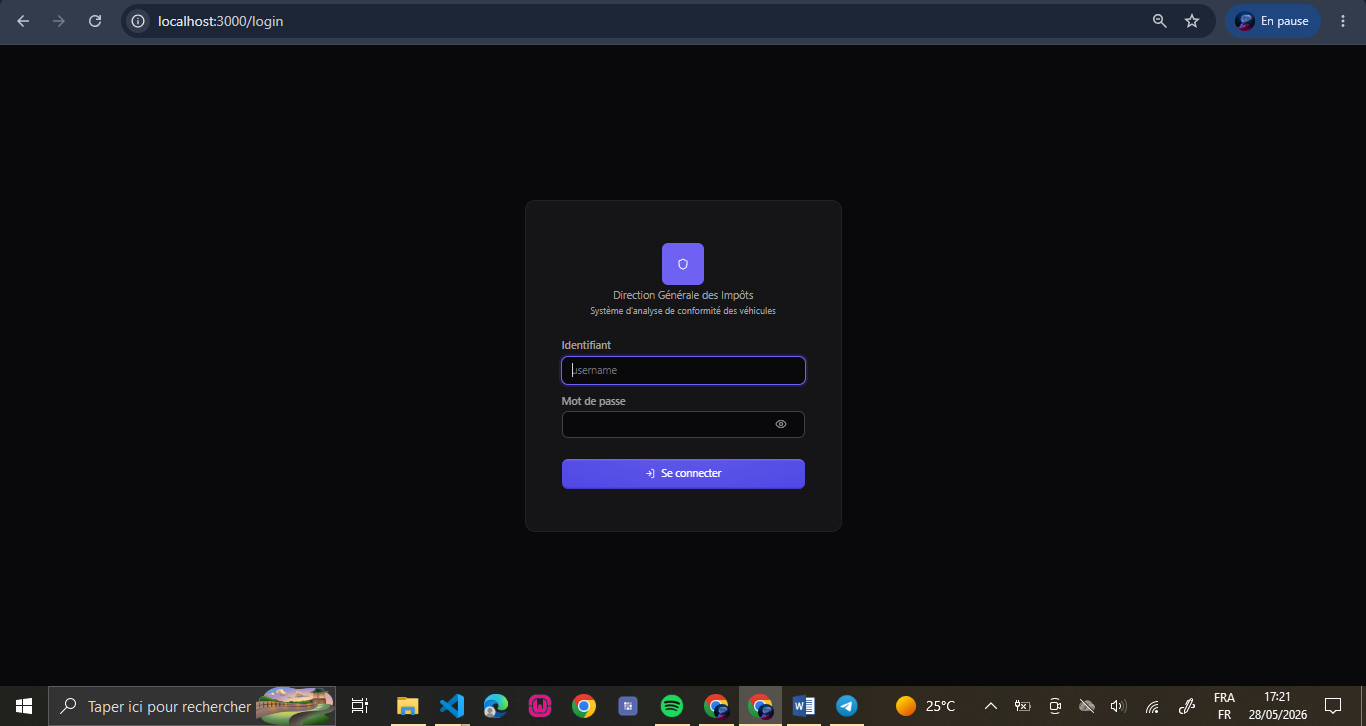 localhost:3000/login
En pause
Direction Générale des Impôts
Système d'analyse de conformité des véhicules
Identifiant
username
Mot de passe
Se connecter
Taper ici pour rechercher
25°C
FRA
FR
17:21
28/05/2026